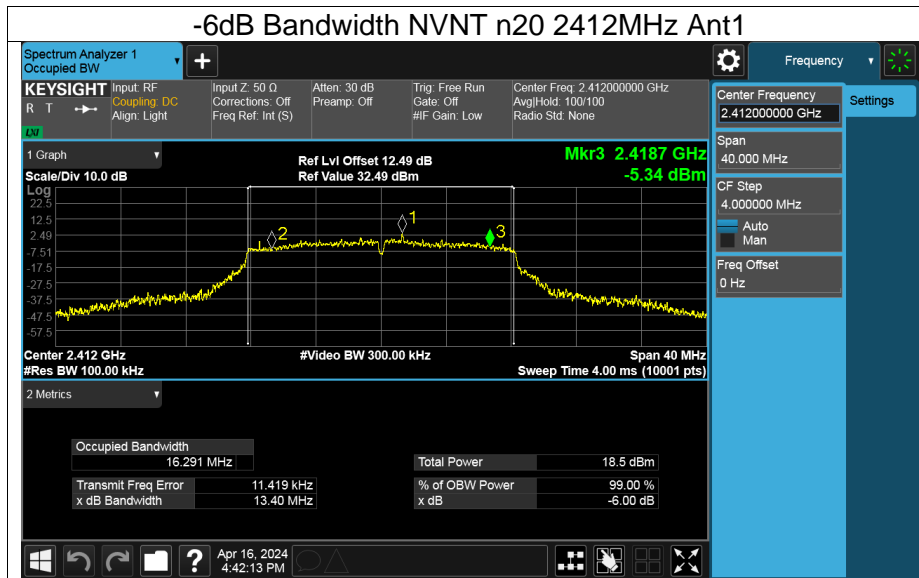 -6dB Bandwidth NVNT n20 2412MHz Ant1
Spectrum Analyzer 1
Occupied BW
+
Frequency
KEYSIGHT
R T
LXI
Input: RF
Coupling: DC
Align: Light
Input Z: 50 Ω
Corrections: Off
Freq Ref: Int (S)
Atten: 30 dB
Preamp: Off
Trig: Free Run
Gate: Off
#IF Gain: Low
Center Freq: 2.412000000 GHz
Avg|Hold: 100/100
Radio Std: None
Center Frequency
2.412000000 GHz
Settings
Span
40.000 MHz
CF Step
4.000000 MHz
Auto
Man
Freq Offset
0 Hz
1 Graph
Scale/Div 10.0 dB
Ref Lvl Offset 12.49 dB
Ref Value 32.49 dBm
Mkr3 2.4187 GHz
-5.34 dBm
Log
22.5
12.5
2.49
-7.51
-17.5
-27.5
-37.5
-47.5
-57.5
1
2
3
Center 2.412 GHz
#Res BW 100.00 kHz
#Video BW 300.00 kHz
Span 40 MHz
Sweep Time 4.00 ms (10001 pts)
2 Metrics
Occupied Bandwidth
16.291 MHz
Transmit Freq Error 11.419 kHz
x dB Bandwidth 13.40 MHz
Total Power 18.5 dBm
% of OBW Power 99.00 %
x dB -6.00 dB
?
Apr 16, 2024
4:42:13 PM